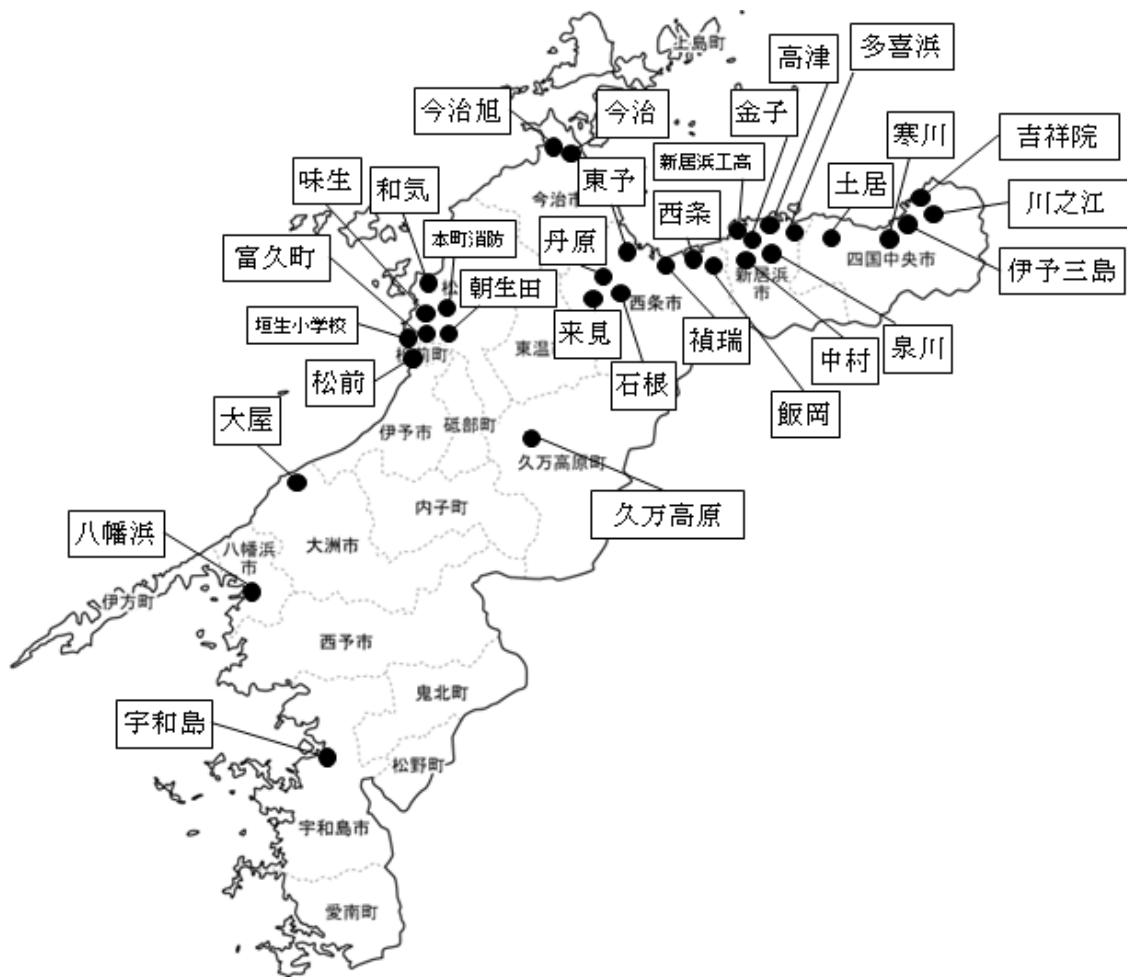 上島町
高津
多喜浜
今治旭
今治
金子
寒川
吉祥院
新居浜工高
味生
和気
東予
今治市
西条
土居
川之江
本町消防
丹原
富久町
朝生田
四国中央市
伊予三島
新居浜
市
西条市
垣生小学校
来見
禎瑞
泉川
中村
松前
石根
飯岡
大屋
伊予市
砥部町
久万高原町
内子町
久万高原
八幡浜
八幡浜
市
大洲市
伊方町
西予市
鬼北町
宇和島
松野町
宇和島市
愛南町